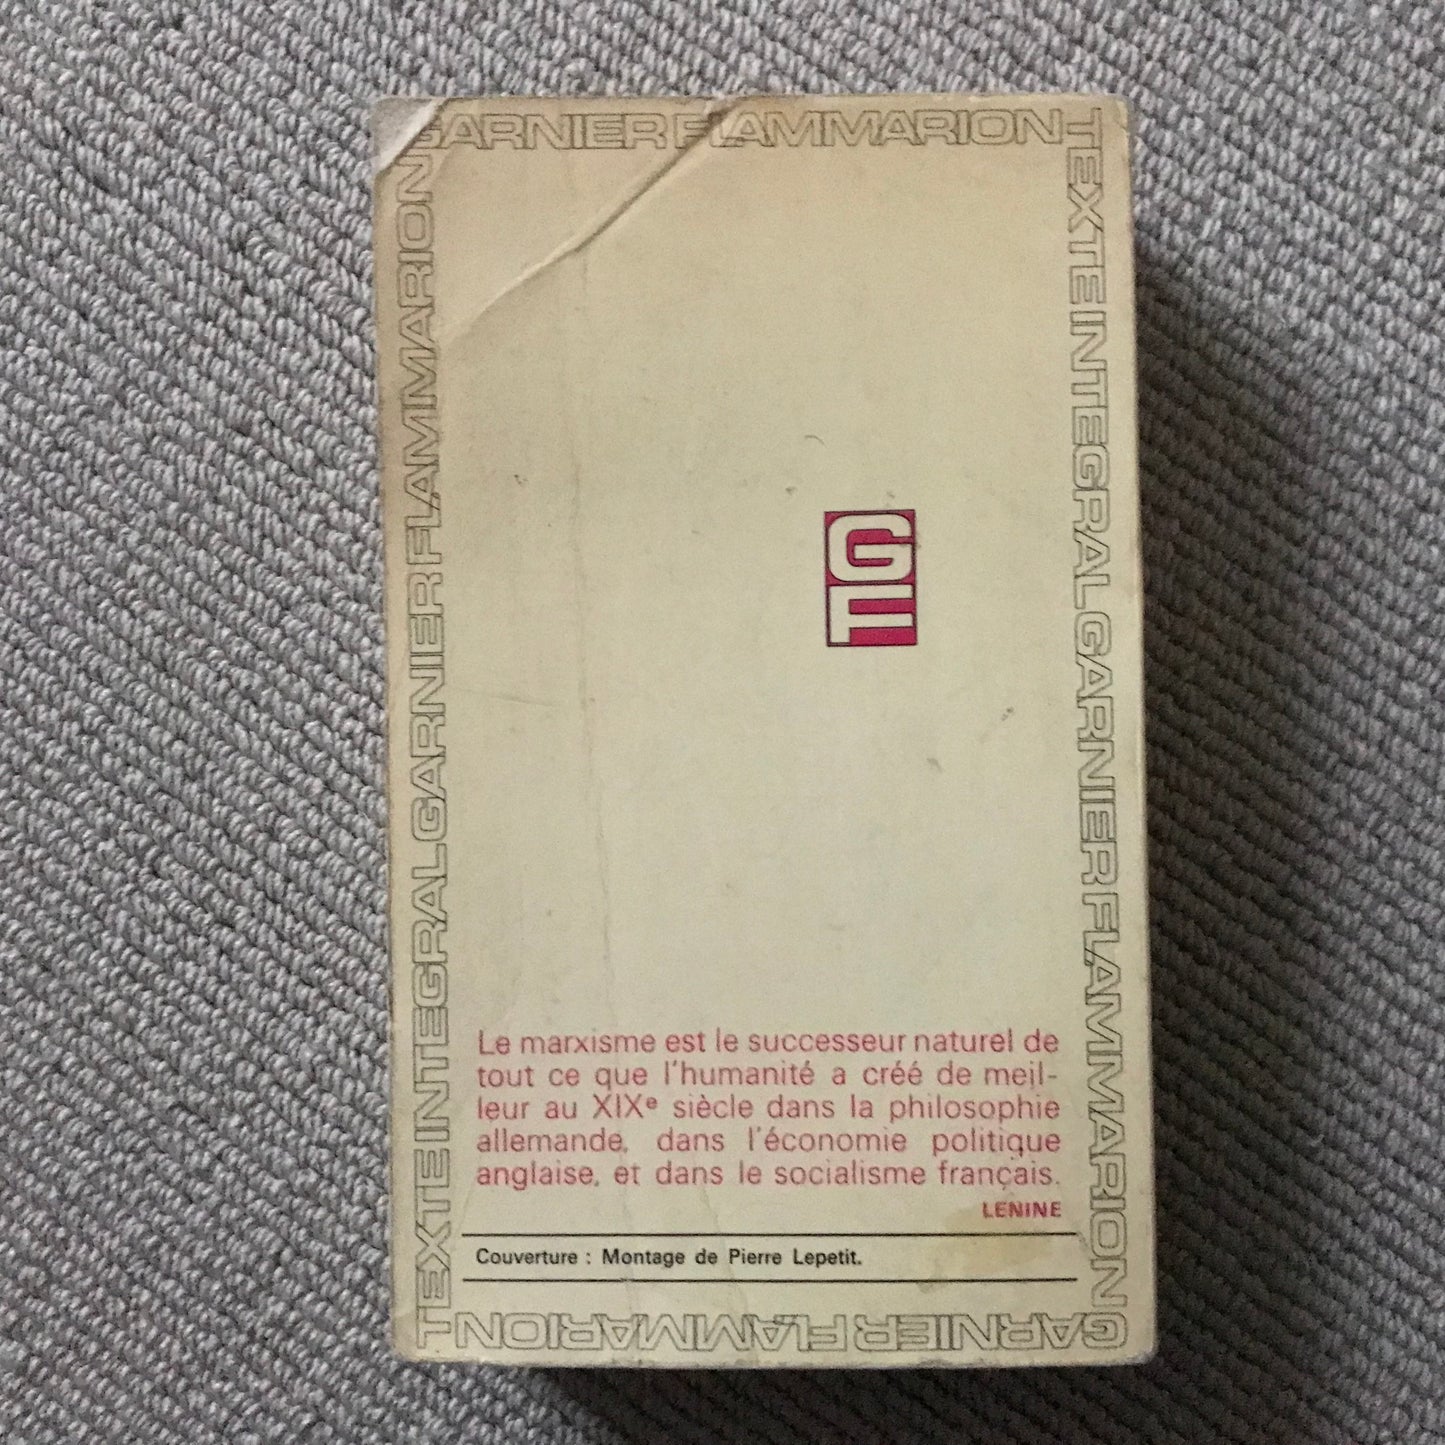 GARNIER FLAMMARION
TEXTE INTEGRAL GARNIER FLAMMARION
GARNIER FLAMMARION
TEXTE INTEGRAL GARNIER FLAMMARION
GF
Le marxisme est le successeur naturel de
tout ce que l'humanité a créé de meil-
leur au XIXe siècle dans la philosophie
allemande, dans l'économie politique
anglaise, et dans le socialisme français.
LENINE
Couverture : Montage de Pierre Lepetit.